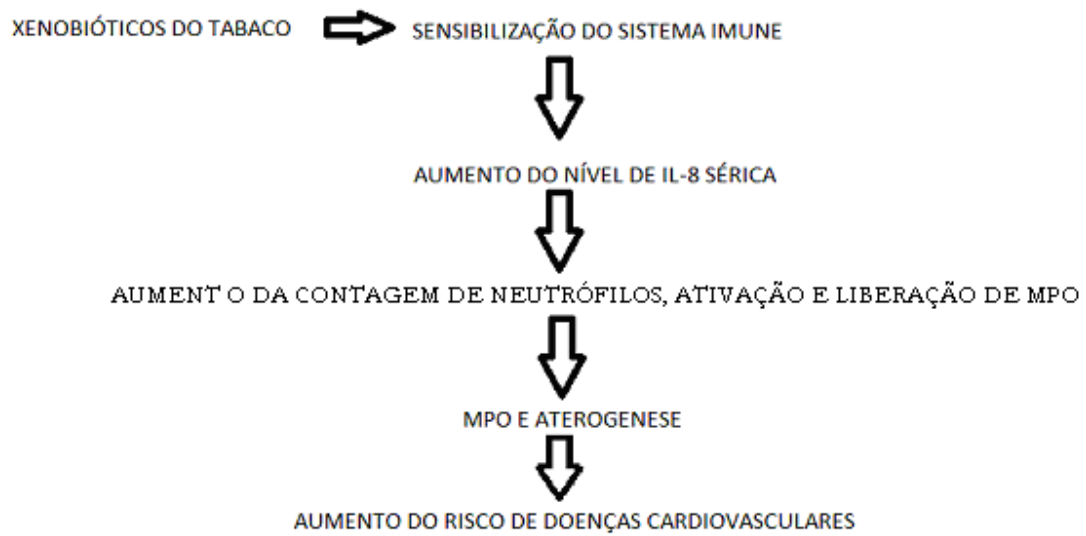 XENOBIÓTICOS DO TABACO
SENSIBILIZAÇÃO DO SISTEMA IMUNE
AUMENTO DO NÍVEL DE IL-8 SÉRICA
AUMENT O DA CONTAGEM DE NEUTRÓFILOS, ATIVAÇÃO E LIBERAÇÃO DE MPO
MPO E ATEROGENESE
AUMENTO DO RISCO DE DOENÇAS CARDIOVASCULARES